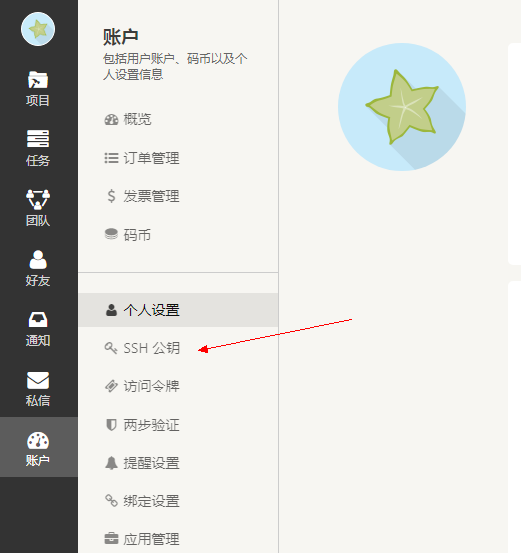 项目
任务
团队
好友
通知
私信
账户
账户
包括用户账户、码币以及个
人设置信息
概览
订单管理
发票管理
码币
个人设置
SSH 公钥
访问令牌
两步验证
提醒设置
绑定设置
应用管理